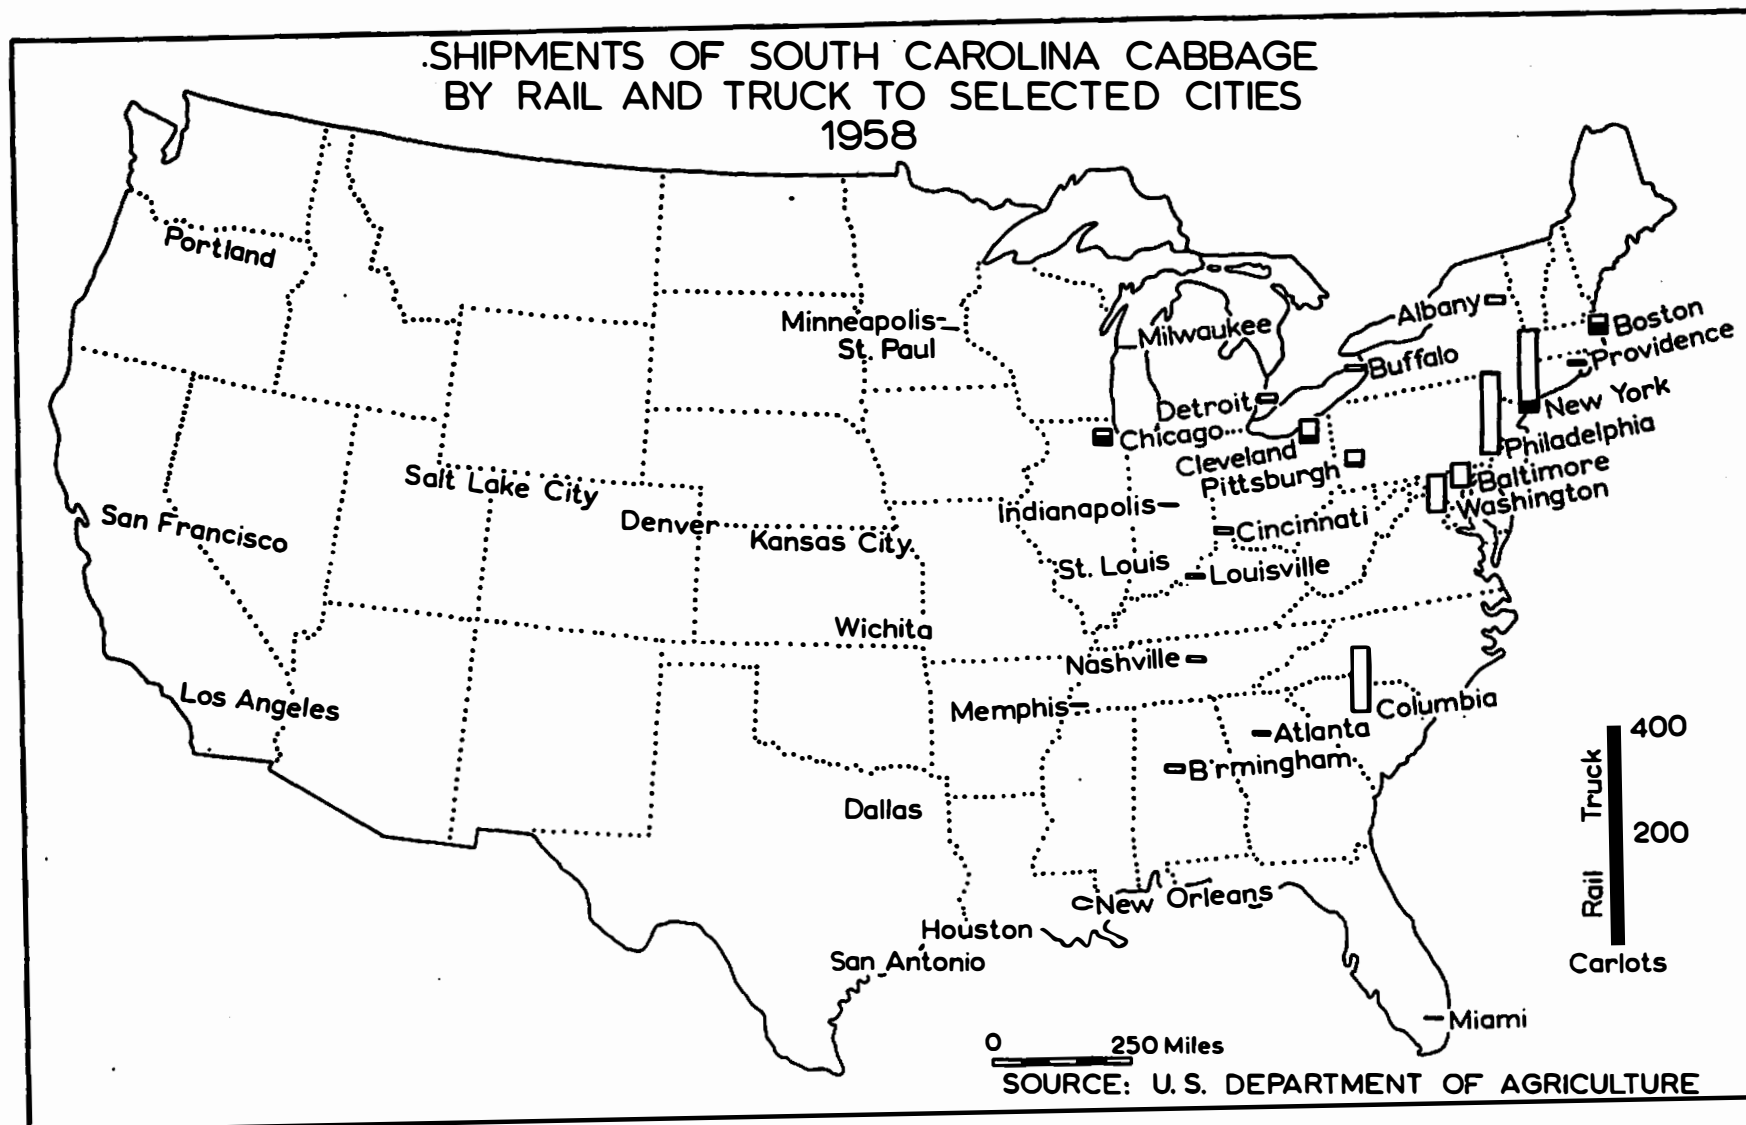 SHIPMENTS OF SOUTH CAROLINA CABBAGE
BY RAIL AND TRUCK TO SELECTED CITIES
1958
Portland
Minneapolis-
St. Paul
Milwaukee
Albany
Boston
Providence
Buffalo
Detroit
New York
Chicago
Cleveland
Philadelphia
Pittsburgh
Baltimore
Washington
Salt Lake City
San Francisco
Denver
Kansas City
Indianapolis
Cincinnati
St. Louis
Louisville
Wichita
Nashville
Los Angeles
Memphis
Columbia
Atlanta
B'rmingham
Dallas
New Orleans
Houston
San Antonio
Miami
400
Truck
200
Rail
Carlots
0 250 Miles
SOURCE: U.S. DEPARTMENT OF AGRICULTURE